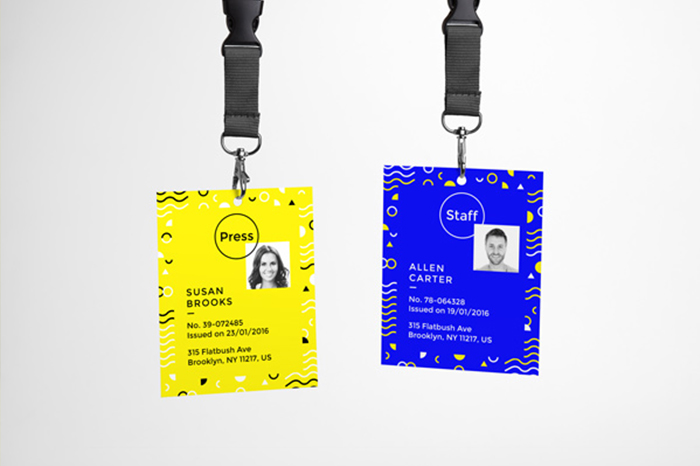 Press
SUSAN
BROOKS
No. 39-072485
Issued on 23/01/2016
315 Flatbush Ave
Brooklyn, NY 11217, US
Staff
ALLEN
CARTER
No. 78-064328
Issued on 19/01/2016
315 Flatbush Ave
Brooklyn, NY 11217, US